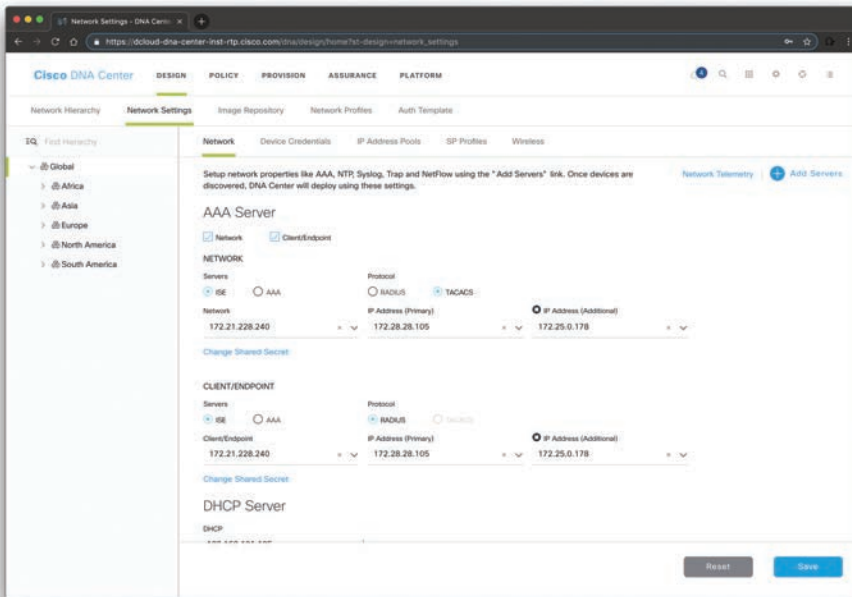 Network Settings - DNA Cente
https://dcloud-dna-center-inst-rtp.cisco.com/dna/design/home?st-design=network_settings
Cisco DNA Center DESIGN POLICY PROVISION ASSURANCE PLATFORM
Network Hierarchy Network Settings Image Repository Network Profiles Auth Template
EQ Find Hierarchy
Network Device Credentials IP Address Pools SP Profiles Wireless
Global
Africa
Asia
Europe
North America
South America
Setup network properties like AAA, NTP, Syslog, Trap and NetFlow using the "Add Servers" link. Once devices are
discovered, DNA Center will deploy using these settings.
Network Telemetry Add Servers
AAA Server
Network Client/Endpoint
NETWORK
Servers Protocol
ISE AAA RADIUS TACACS
Network IP Address (Primary) IP Address (Additional)
172.21.228.240 172.28.28.105 172.25.0.178
Change Shared Secret
CLIENT/ENDPOINT
Servers Protocol
ISE AAA RADIUS TACACS
Client/Endpoint IP Address (Primary) IP Address (Additional)
172.21.228.240 172.28.28.105 172.25.0.178
Change Shared Secret
DHCP Server
DHCP
Reset Save